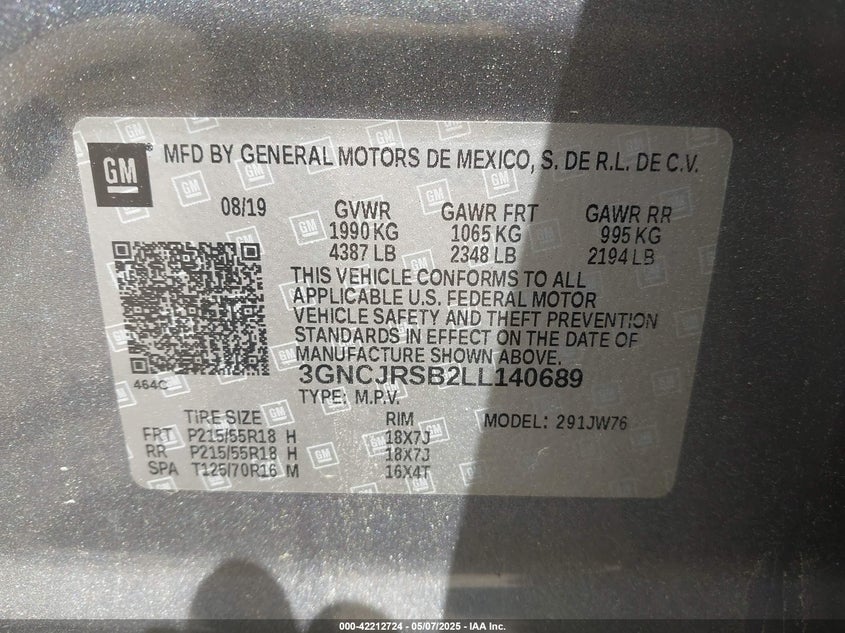 GM MFD BY GENERAL MOTORS DE MEXICO, S. DE R.L. DE C.V.
08/19 GVWR GAWR FRT GAWR RR
1990 KG 1065 KG 995 KG
4387 LB 2348 LB 2194 LB
THIS VEHICLE CONFORMS TO ALL
APPLICABLE U.S. FEDERAL MOTOR
VEHICLE SAFETY AND THEFT PREVENTION
STANDARDS IN EFFECT ON THE DATE OF
MANUFACTURE SHOWN ABOVE.
464C
3GNCJRSB2LL140689
TYPE: M.P.V.
TIRE SIZE RIM MODEL: 291JW76
FRT P215/55R18 H 18X7J
RR P215/55R18 H 18X7J
SPA T125/70R16 M 16X4T
000-42212724 | 05/07/2025 - IAA Inc.